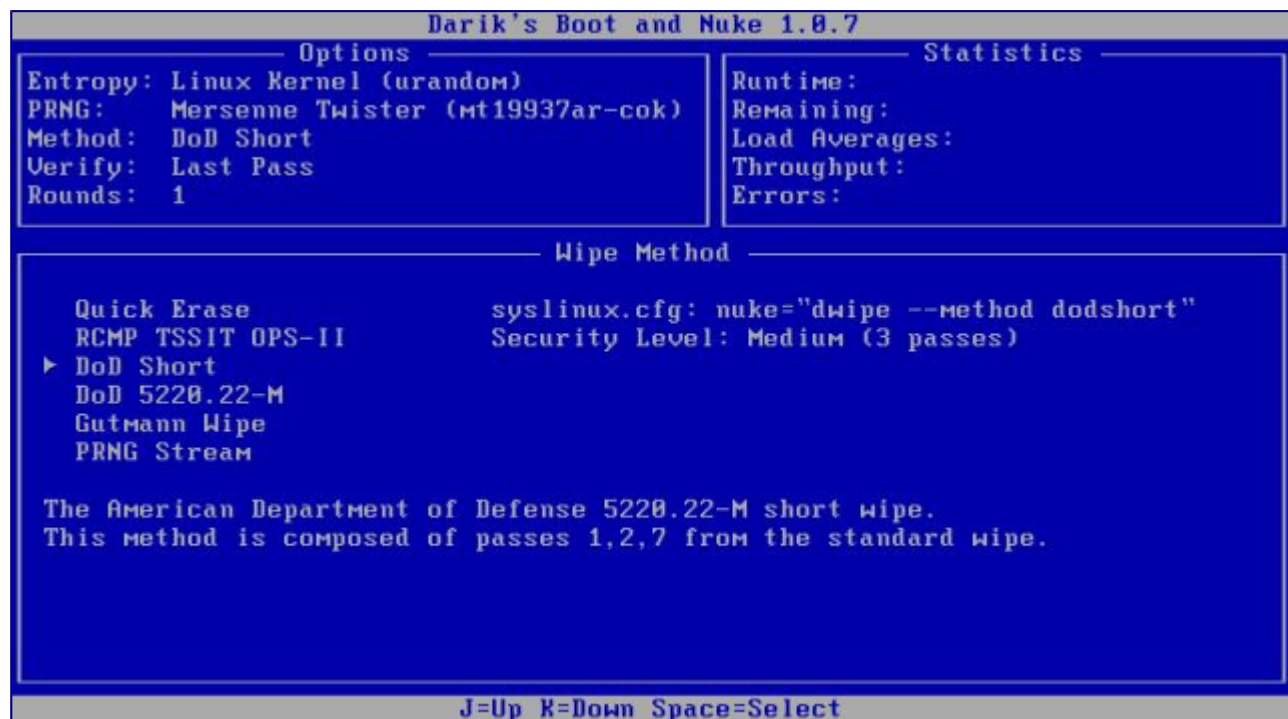 Darik's Boot and Nuke 1.0.7
Options
Entropy: Linux Kernel (urandom)
PRNG: Mersenne Twister (mt19937ar-cok)
Method: DoD Short
Verify: Last Pass
Rounds: 1
Statistics
Runtime:
Remaining:
Load Averages:
Throughput:
Errors:
Wipe Method
Quick Erase
RCMP TSSIT OPS-II
▶ DoD Short
DoD 5220.22-M
Gutmann Wipe
PRNG Stream
syslinux.cfg: nuke="dwipe --method dodshort"
Security Level: Medium (3 passes)
The American Department of Defense 5220.22-M short wipe.
This method is composed of passes 1,2,7 from the standard wipe.
J=Up K=Down Space=Select